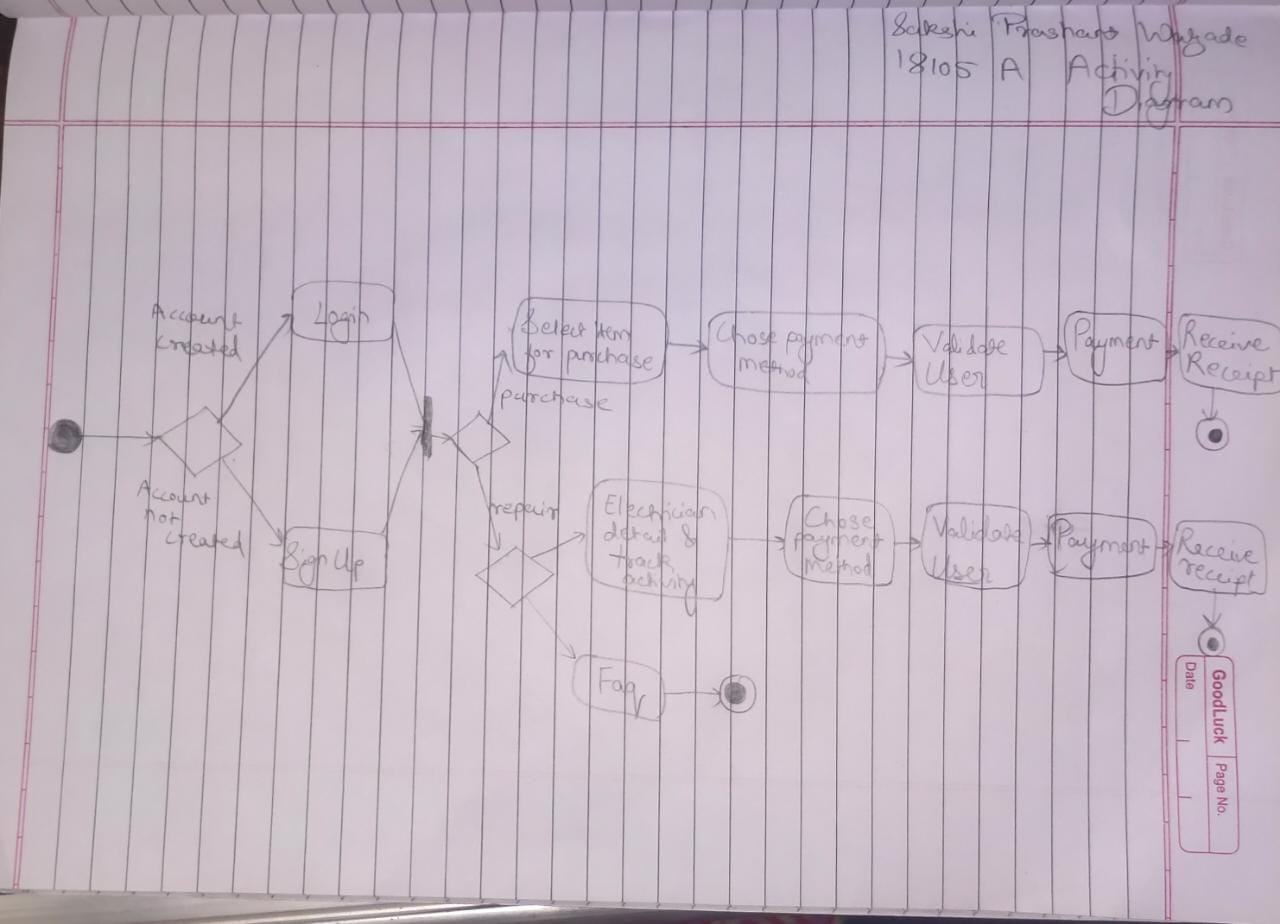 Sakshi Prashant
18105 A Activity
Diagram
Account
created
Login
Account
not
created
Sign Up
purchase
Select item
for purchase
Chose payment
method
Validate
User
Payment
Receive
Receipt
repair
Electrician
detail &
track
activity
Chose
payment
method
Validate
User
Payment
Receive
receipt
Faq
GoodLuck
Page No.
Date